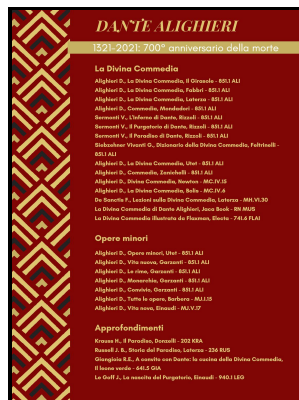 DANTE ALIGHIERI
1321-2021: 700° anniversario della morte
La Divina Commedia
Alighieri D., La Divina Commedia, Il Girasole - 851.1 ALI
Alighieri D., La Divina Commedia, Fabbri - 851.1 ALI
Alighieri D., La Divina Commedia, Laterza - 851.1 ALI
Alighieri D., Commedia, Mondadori - 851.1 ALI
Sermonti V., L'Inferno di Dante, Rizzoli - 851.1 ALI
Sermonti V., Il Purgatorio di Dante, Rizzoli - 851.1 ALI
Sermonti V., Il Paradiso di Dante, Rizzoli - 851.1 ALI
Siebzehner Vivanti G., Dizionario della Divina Commedia, Feltrinelli -
851.1 ALI
Alighieri D., La Divina Commedia, Utet - 851.1 ALI
Alighieri D., Commedia, Zanichelli - 851.1 ALI
Alighieri D., Divina Commedia, Newton - MC.IV.15
Alighieri D., La Divina Commedia, Bolis - MC.IV.6
De Sanctis F., Lezioni sulla Divina Commedia, Laterza - MH.VI.30
La Divina Commedia di Dante Alighieri, Jaca Book - RN MUS
La Divina Commedia illustrata da Flaxman, Electa - 741.6 FLAI
Opere minori
Alighieri D., Opere minori, Utet - 851.1 ALI
Alighieri D., Vita nuova, Garzanti - 851.1 ALI
Alighieri D., Le rime, Garzanti - 851.1 ALI
Alighieri D., Monarchia, Garzanti - 851.1 ALI
Alighieri D., Convivio, Garzanti - 851.1 ALI
Alighieri D., Tutte le opere, Barbera - MJ.I.15
Alighieri D., Vita nova, Einaudi - MJ.V.17
Approfondimenti
Krauss H., Il Paradiso, Donzelli - 202 KRA
Russell J. B., Storia del Paradiso, Laterza - 236 RUS
Giangioia R.E., A convito con Dante: la cucina della Divina Commedia,
Il leone verde - 641.5 GIA
Le Goff J., La nascita del Purgatorio, Einaudi - 940.1 LEG